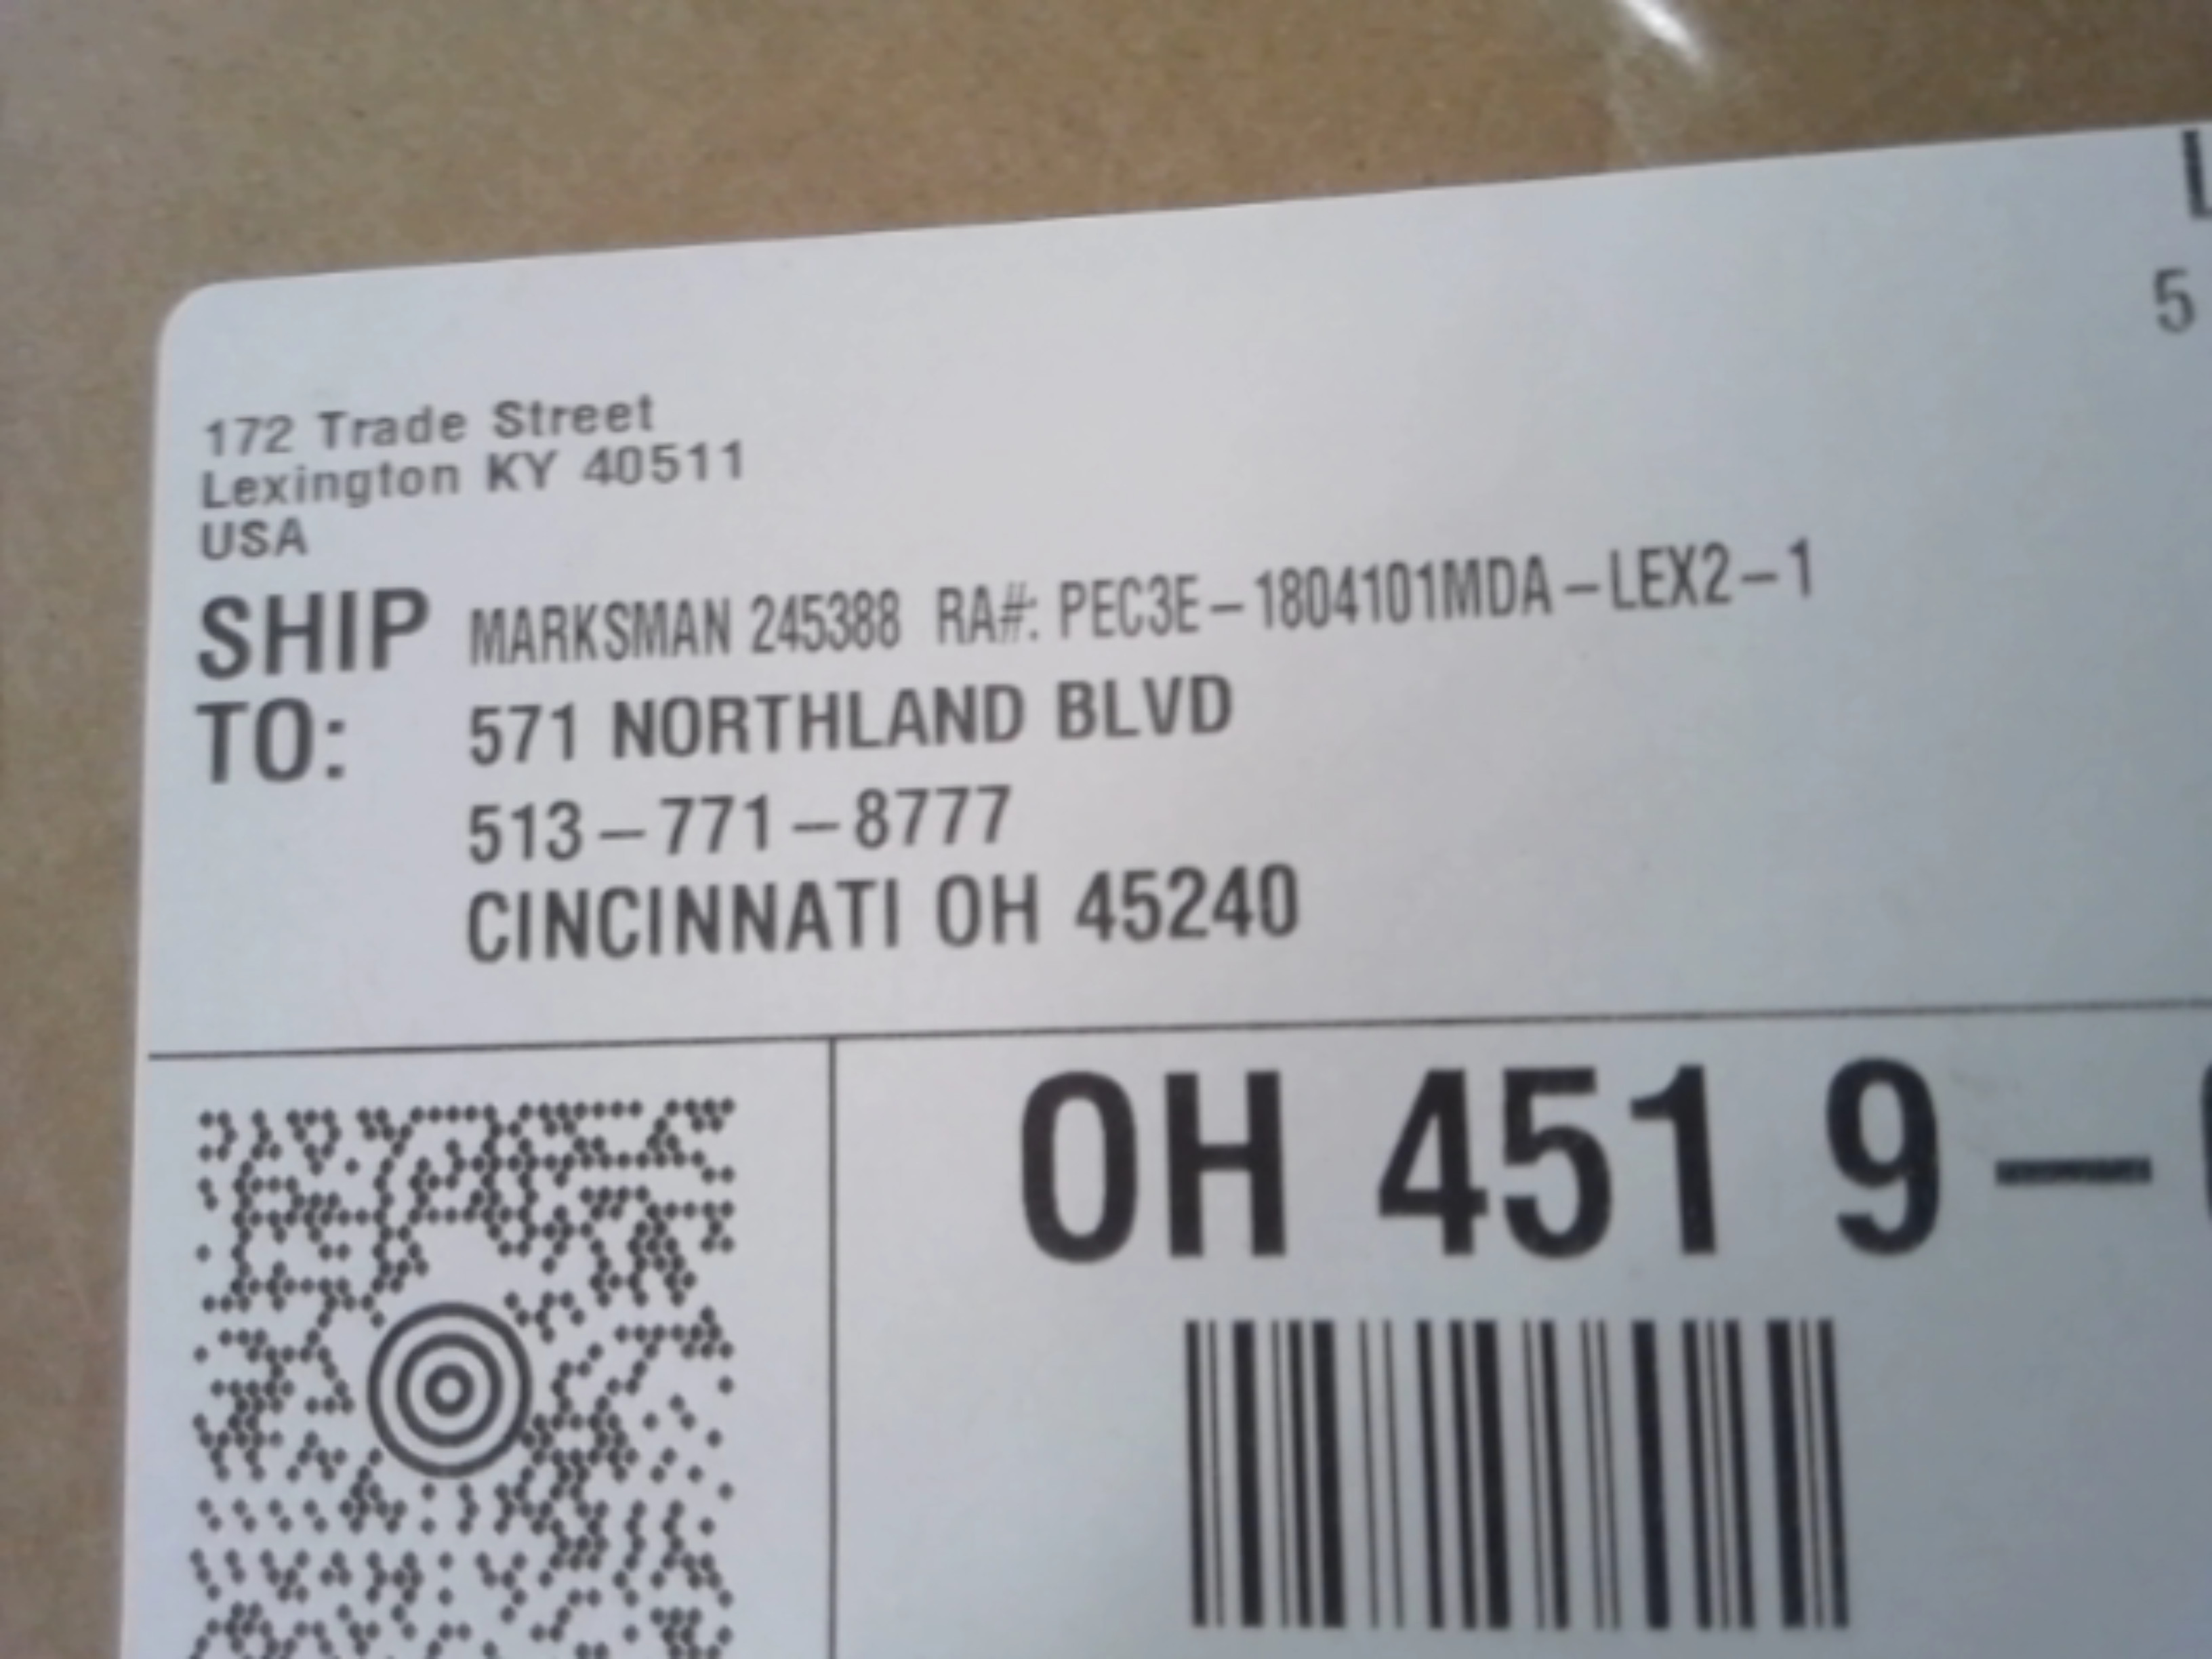 172 Trade Street
Lexington KY 40511
USA
5
SHIP TO:
MARKSMAN 245388 RA#: PEC3E-1804101MDA-LEX2-1
571 NORTHLAND BLVD
513-771-8777
CINCINNATI OH 45240
OH 451 9-